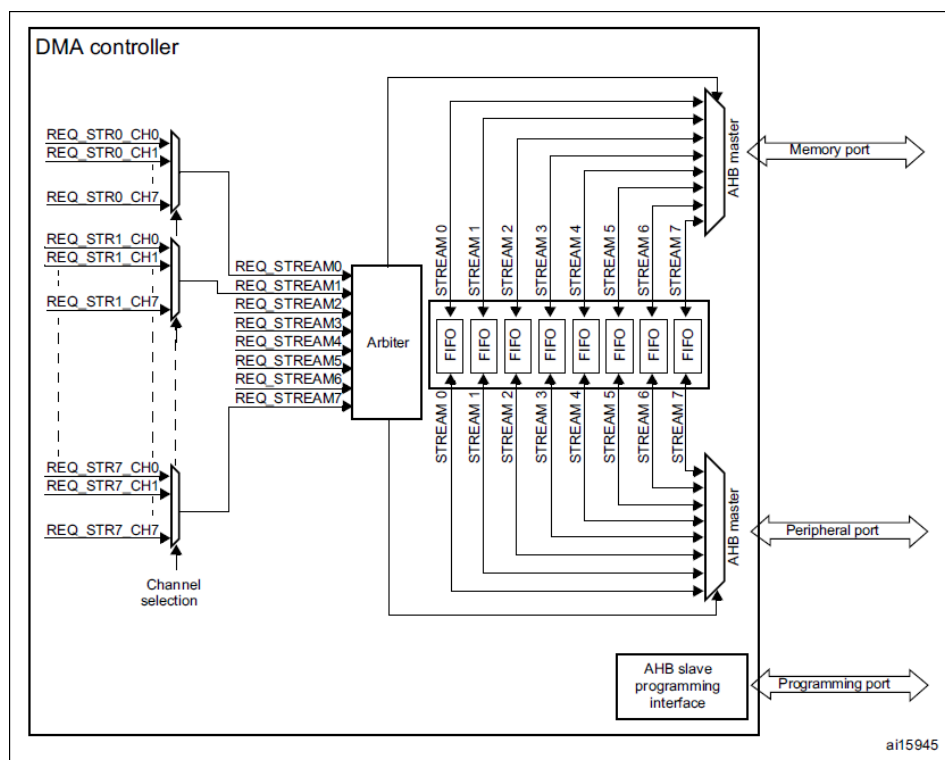 DMA controller
REQ_STR0_CH0
REQ_STR0_CH1
REQ_STR0_CH7
REQ_STR1_CH0
REQ_STR1_CH1
REQ_STR1_CH7
REQ_STR7_CH0
REQ_STR7_CH1
REQ_STR7_CH7
Channel
selection
REQ_STREAM0
REQ_STREAM1
REQ_STREAM2
REQ_STREAM3
REQ_STREAM4
REQ_STREAM5
REQ_STREAM6
REQ_STREAM7
Arbiter
STREAM 0
STREAM 1
STREAM 2
STREAM 3
STREAM 4
STREAM 5
STREAM 6
STREAM 7
FIFO
FIFO
FIFO
FIFO
FIFO
FIFO
FIFO
FIFO
STREAM 0
STREAM 1
STREAM 2
STREAM 3
STREAM 4
STREAM 5
STREAM 6
STREAM 7
AHB master
Memory port
AHB master
Peripheral port
AHB slave
programming
interface
Programming port
ai15945